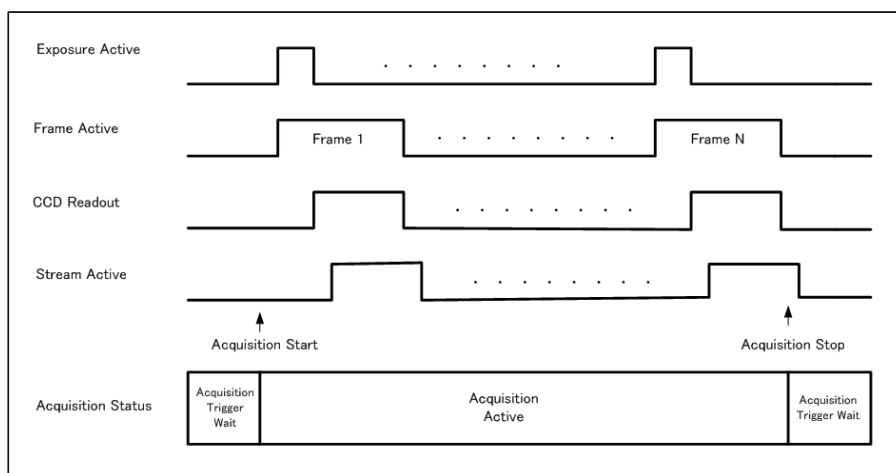 Exposure Active
Frame Active
Frame 1
Frame N
CCD Readout
Stream Active
Acquisition Start
Acquisition Stop
Acquisition Status
Acquisition
Trigger
Wait
Acquisition
Active
Acquisition
Trigger Wait